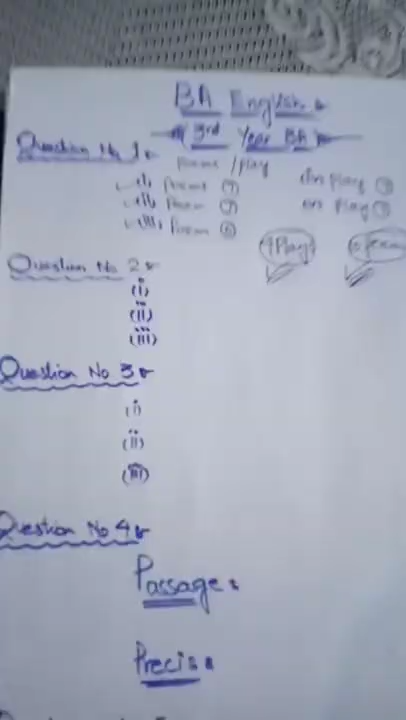 BA English
3rd Year BA
Question No 1
Poem / play
(i) Poem
(ii) Poem
on play
(iii) Poem
Question No 2
(i)
(ii)
(iii)
Question No 3
(i)
(ii)
(iii)
Question No 4
Passage:
Precis: